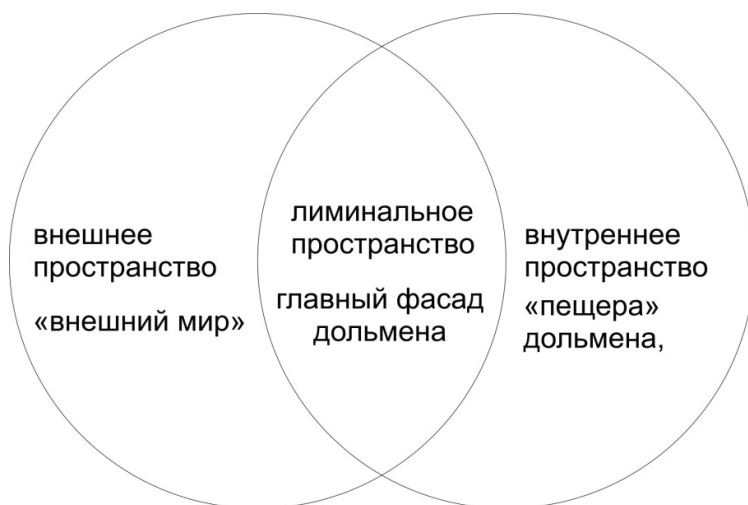 внешнее
пространство
«внешний мир»
лиминальное
пространство
главный фасад
дольмена
внутреннее
пространство
«пещера»
дольмена,